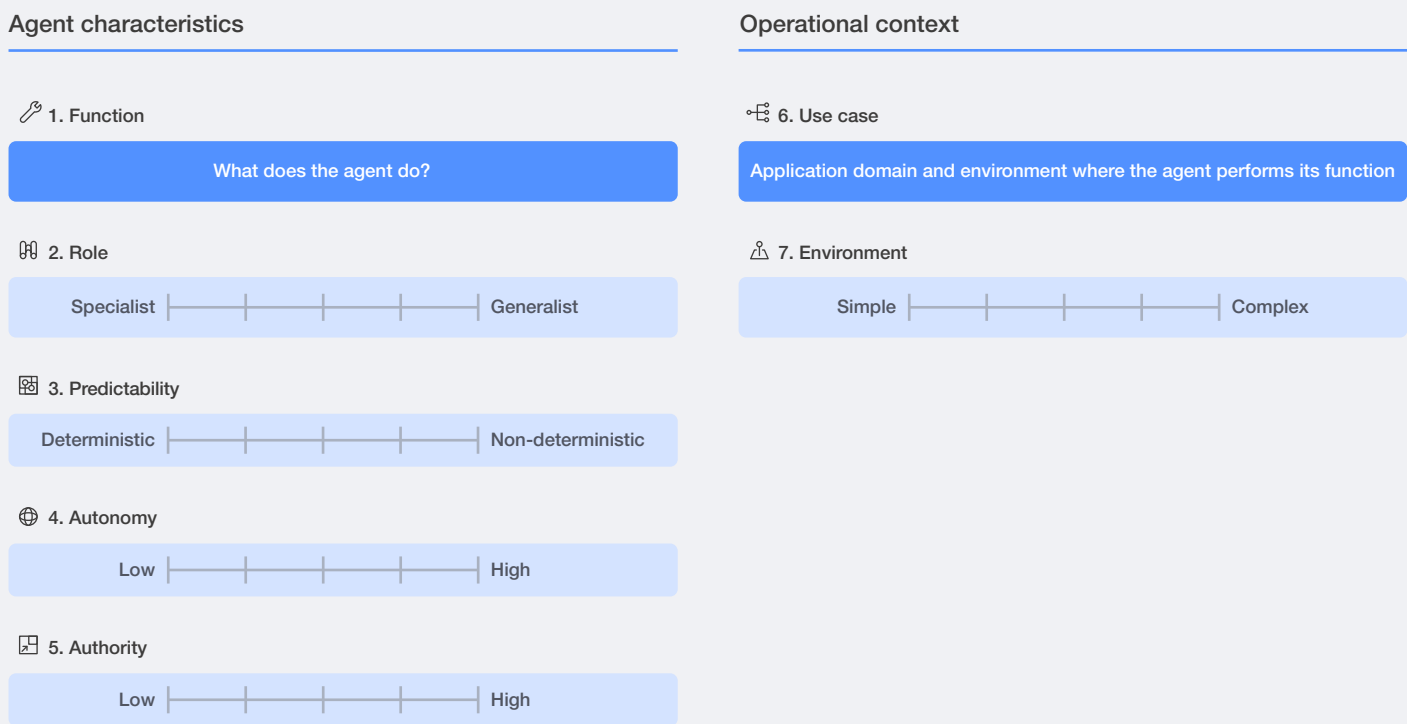 Agent characteristics
1. Function
What does the agent do?
2. Role
Specialist Generalist
3. Predictability
Deterministic Non-deterministic
4. Autonomy
Low High
5. Authority
Low High
Operational context
6. Use case
Application domain and environment where the agent performs its function
7. Environment
Simple Complex